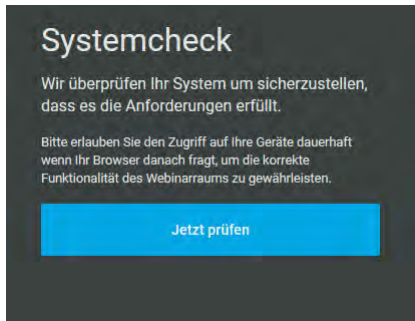 Systemcheck
Wir überprüfen Ihr System um sicherzustellen,
dass es die Anforderungen erfüllt.
Bitte erlauben Sie den Zugriff auf Ihre Geräte dauerhaft
wenn Ihr Browser danach fragt, um die korrekte
Funktionalität des Webinarraums zu gewährleisten.
Jetzt prüfen